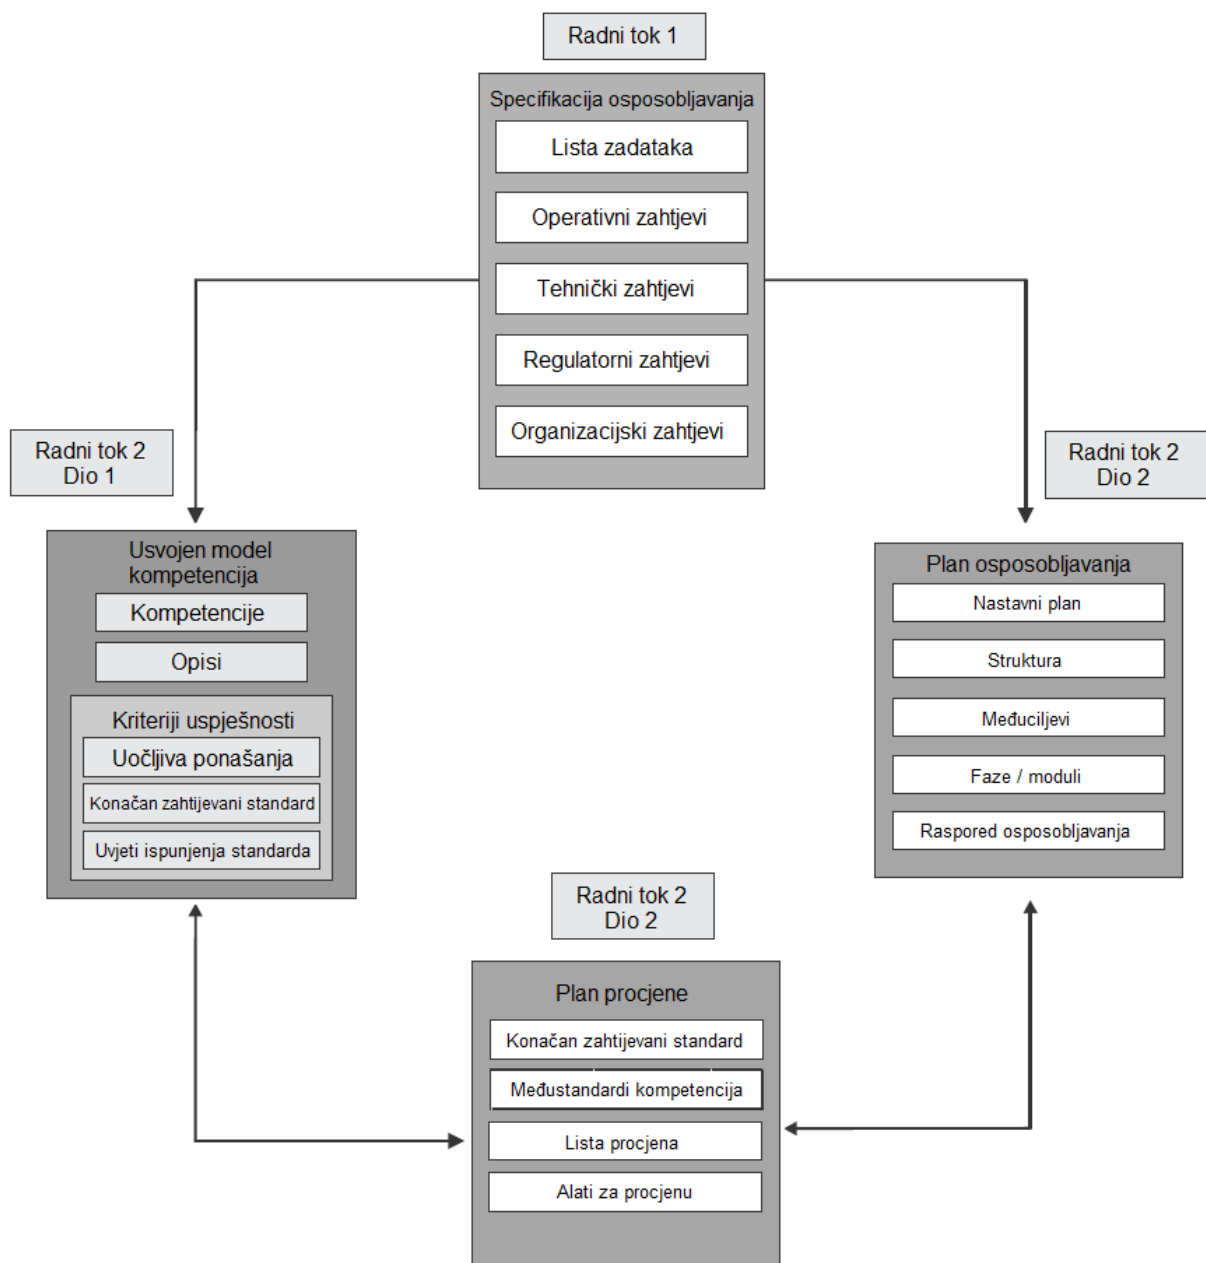 Radni tok 1
Specifikacija osposobljavanja
Lista zadataka
Operativni zahtjevi
Tehnički zahtjevi
Regulatorni zahtjevi
Organizacijski zahtjevi
Radni tok 2
Dio 1
Usvojen model
kompetencija
Kompetencije
Opisi
Kriteriji uspješnosti
Uočljiva ponašanja
Konačan zahtijevani standard
Uvjeti ispunjenja standarda
Radni tok 2
Dio 2
Plan osposobljavanja
Nastavni plan
Struktura
Međuciljevi
Faze / moduli
Raspored osposobljavanja
Radni tok 2
Dio 2
Plan procjene
Konačan zahtijevani standard
Međustandardi kompetencija
Lista procjena
Alati za procjenu